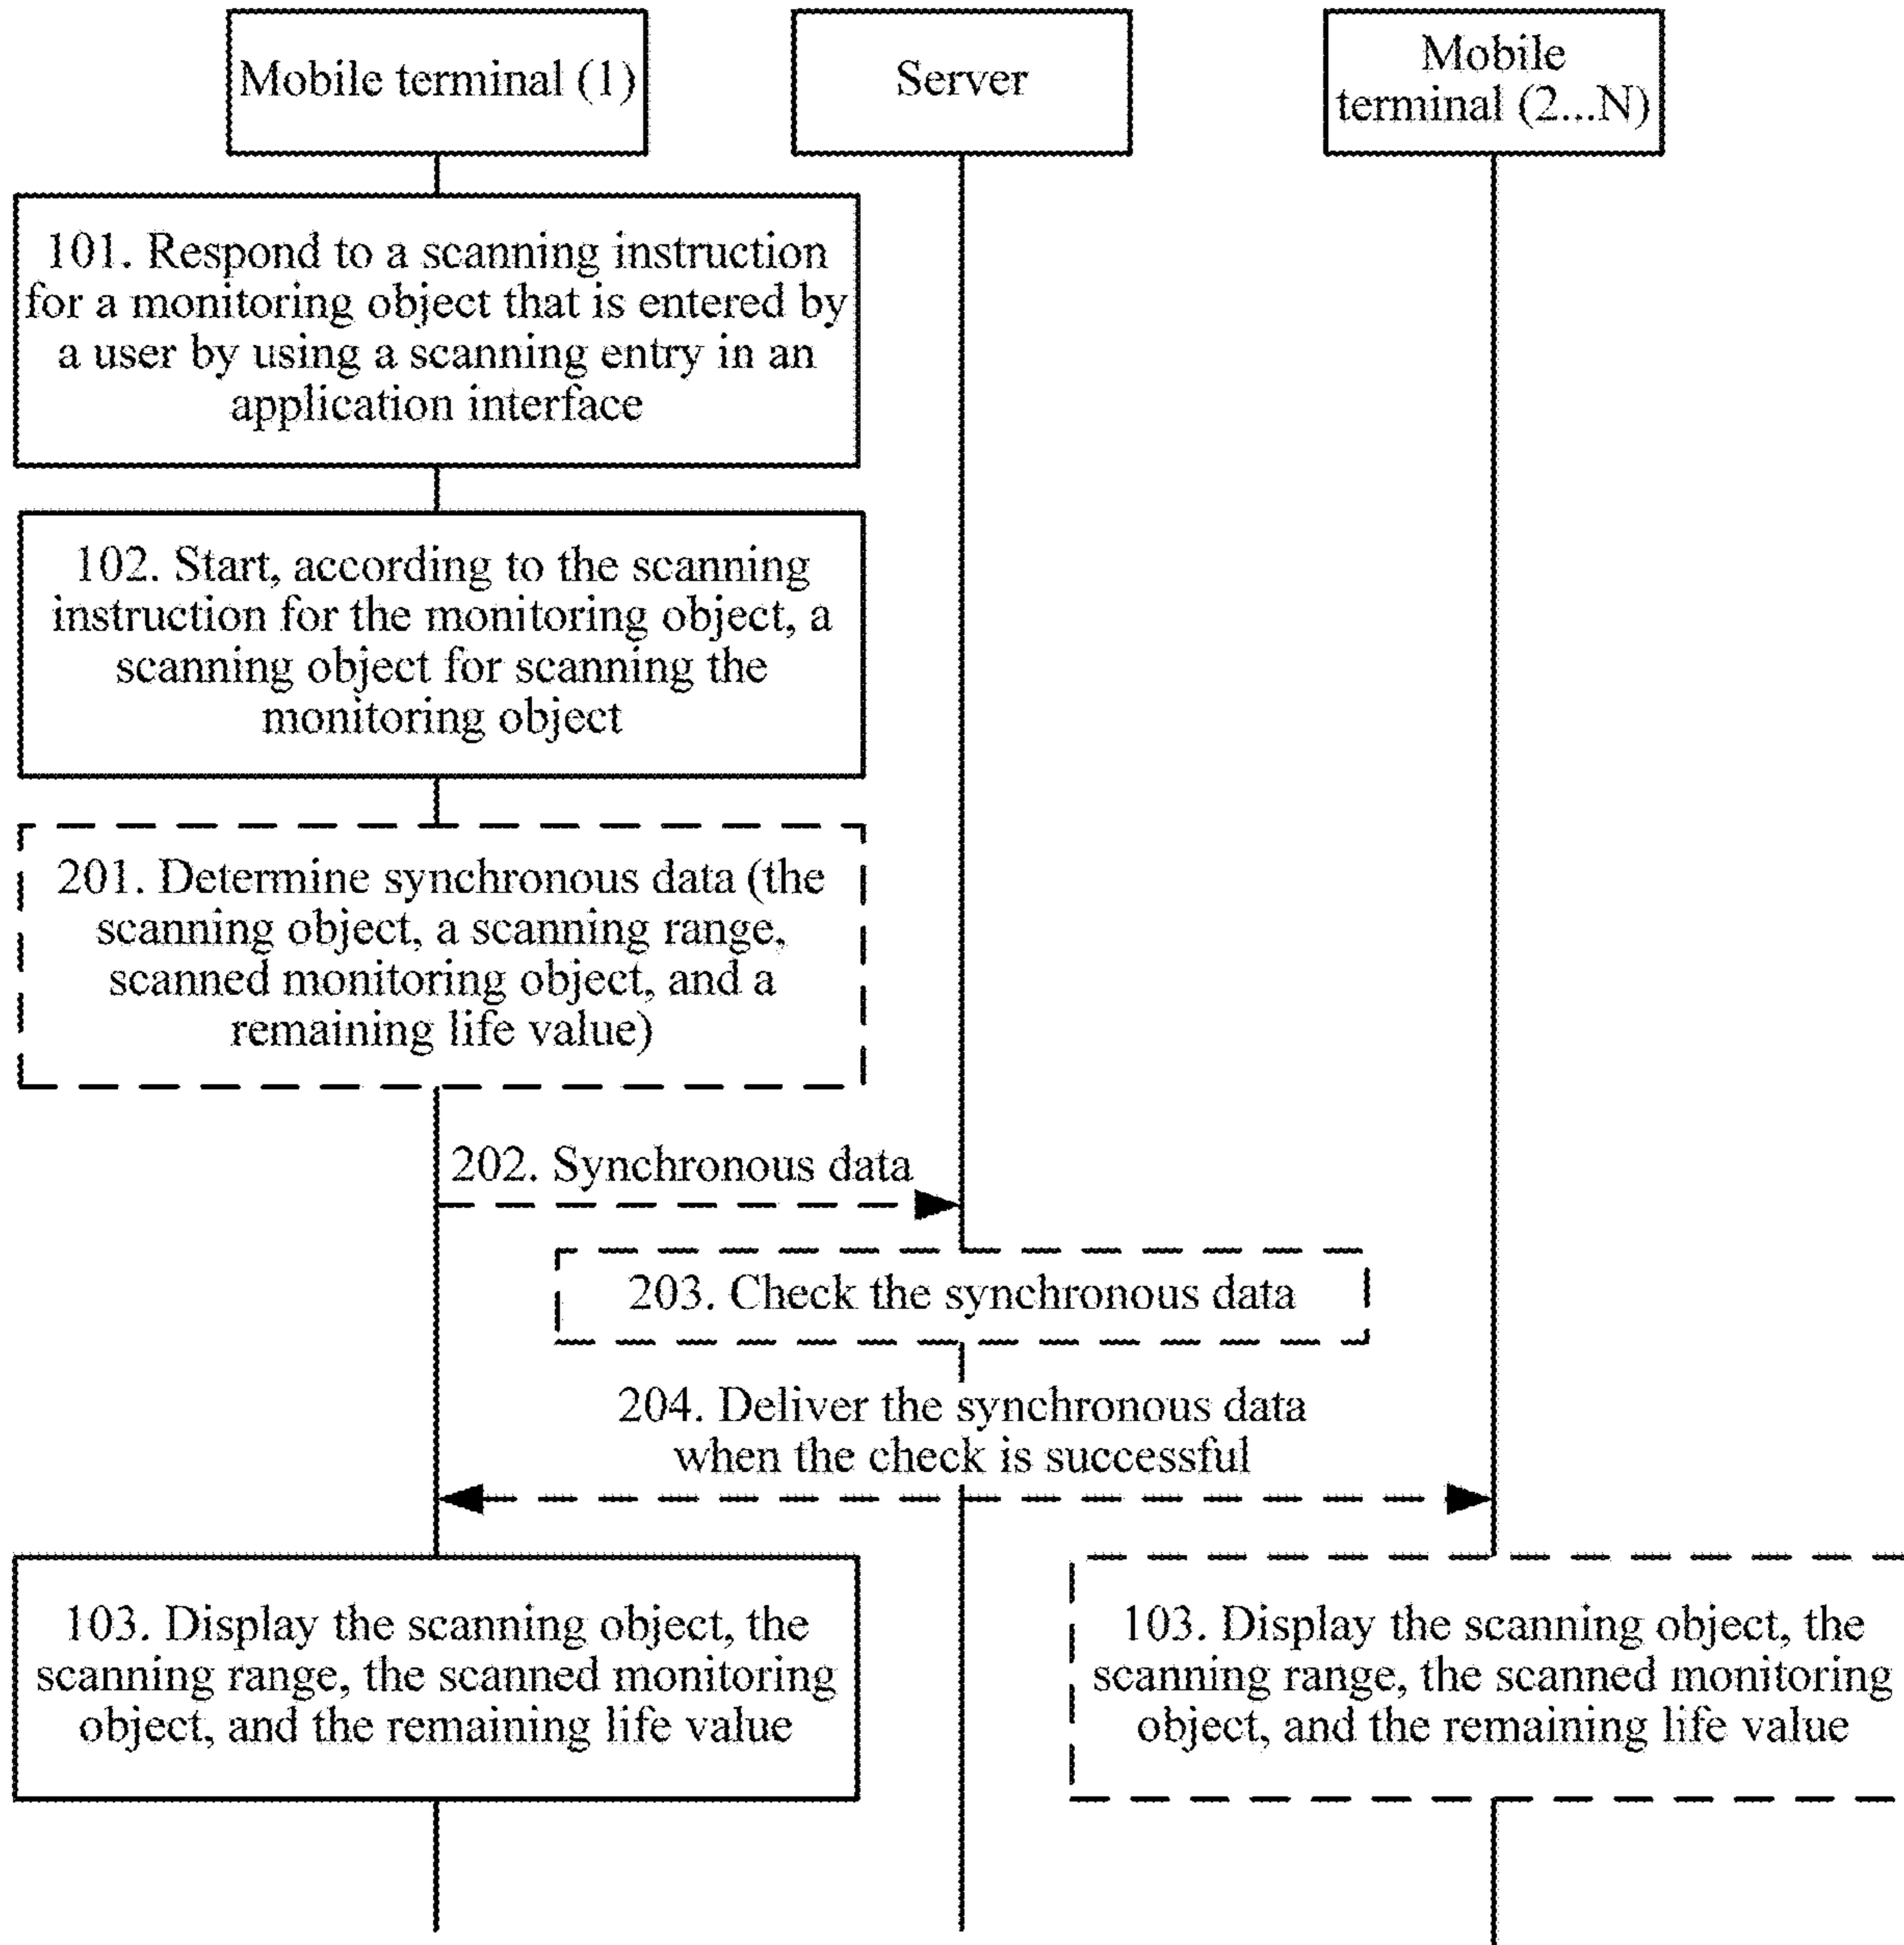 Mobile terminal (1)
Server
Mobile
terminal (2...N)
101. Respond to a scanning instruction
for a monitoring object that is entered by
a user by using a scanning entry in an
application interface
102. Start, according to the scanning
instruction for the monitoring object, a
scanning object for scanning the
monitoring object
201. Determine synchronous data (the
scanning object, a scanning range,
scanned monitoring object, and a
remaining life value)
202. Synchronous data
203. Check the synchronous data
204. Deliver the synchronous data
when the check is successful
103. Display the scanning object, the
scanning range, the scanned monitoring
object, and the remaining life value
103. Display the scanning object, the
scanning range, the scanned monitoring
object, and the remaining life value